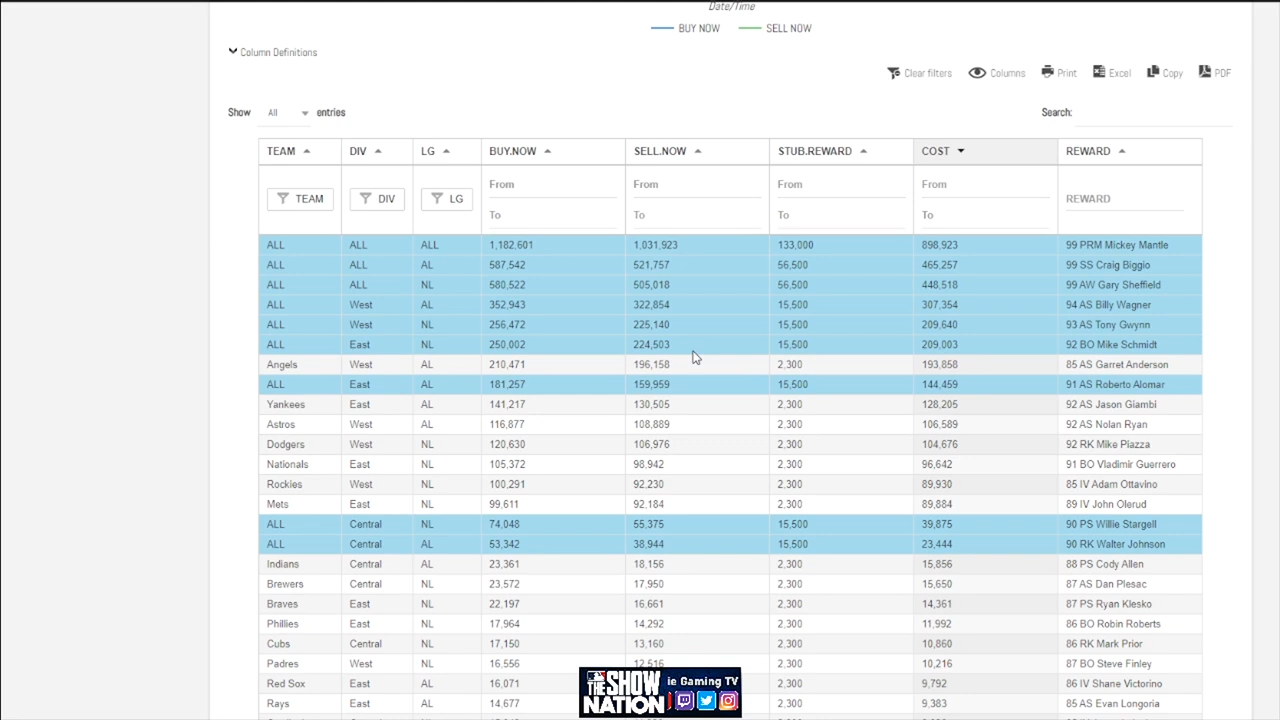 Date/Time
BUY NOW SELL NOW
Column Definitions
Clear filters Columns Print Excel Copy PDF
Show All entries Search:
TEAM DIV LG BUY.NOW SELL.NOW STUB.REWARD COST REWARD
From From From From
TEAM DIV LG REWARD
To To To To
ALL ALL ALL 1,182,601 1,031,923 133,000 898,923 99 PRM Mickey Mantle
ALL ALL AL 587,542 521,757 56,500 465,257 99 SS Craig Biggio
ALL ALL NL 580,522 505,018 56,500 448,518 99 AW Gary Sheffield
ALL West AL 352,943 322,854 15,500 307,354 94 AS Billy Wagner
ALL West NL 256,472 225,140 15,500 209,640 93 AS Tony Gwynn
ALL East NL 250,002 224,503 15,500 209,003 92 BO Mike Schmidt
Angels West AL 210,471 196,158 2,300 193,858 85 AS Garret Anderson
ALL East AL 181,257 159,959 15,500 144,459 91 AS Roberto Alomar
Yankees East AL 141,217 130,505 2,300 128,205 92 AS Jason Giambi
Astros West AL 116,877 108,889 2,300 106,589 92 AS Nolan Ryan
Dodgers West NL 120,630 106,976 2,300 104,676 92 RK Mike Piazza
Nationals East NL 105,372 98,942 2,300 96,642 91 BO Vladimir Guerrero
Rockies West NL 100,291 92,230 2,300 89,930 85 IV Adam Ottavino
Mets East NL 99,611 92,184 2,300 89,884 89 IV John Olerud
ALL Central NL 74,048 55,375 15,500 39,875 90 PS Willie Stargell
ALL Central AL 53,342 38,944 15,500 23,444 90 RK Walter Johnson
Indians Central AL 23,361 18,156 2,300 15,856 88 PS Cody Allen
Brewers Central NL 23,572 17,950 2,300 15,650 87 AS Dan Plesac
Braves East NL 22,197 16,661 2,300 14,361 87 PS Ryan Klesko
Phillies East NL 17,964 14,292 2,300 11,992 86 BO Robin Roberts
Cubs Central NL 17,150 13,160 2,300 10,860 86 RK Mark Prior
Padres West NL 16,556 12,516 10,216 87 BO Steve Finley
Red Sox East AL 16,071 9,792 86 IV Shane Victorino
Rays East AL 14,677 9,383 85 AS Evan Longoria
THE SHOW NATION
ie Gaming TV